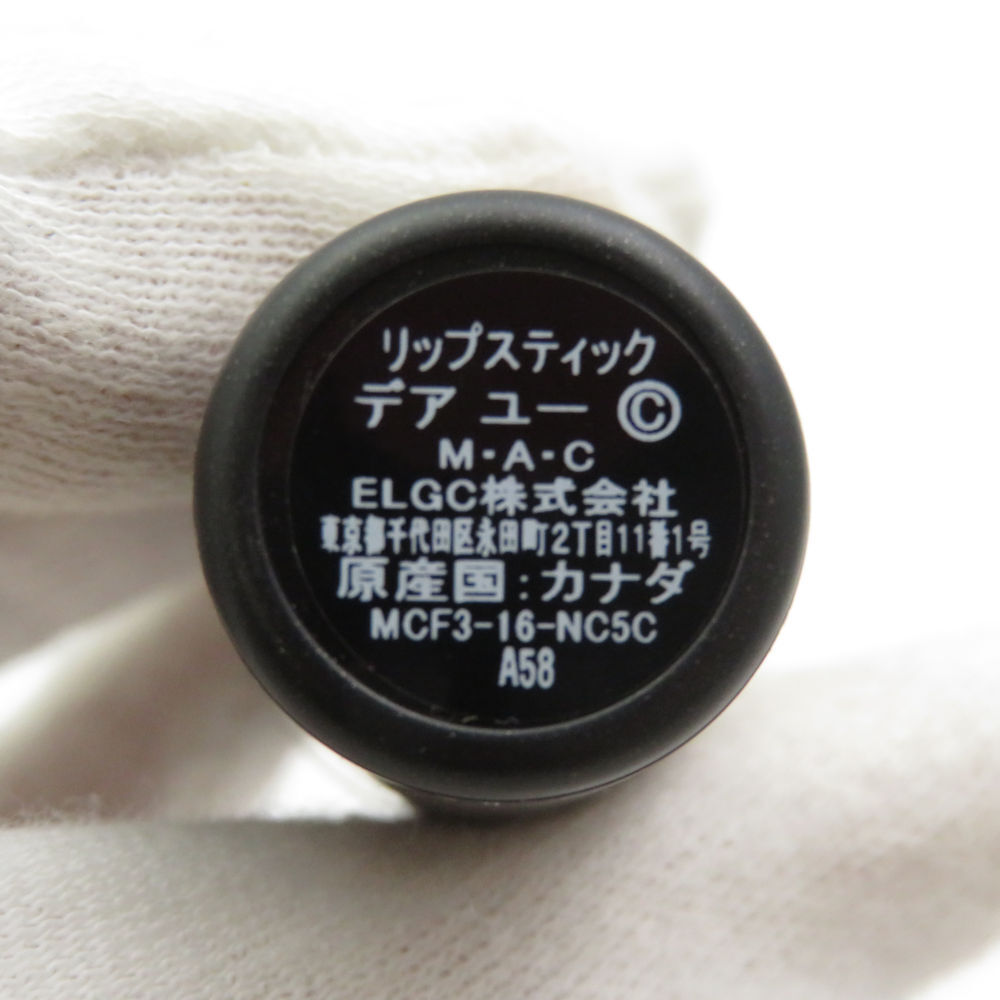 リップスティック
デア ユー Ⓒ
M・A・C
ELGC株式会社
東京都千代田区永田町2丁目11番1号
原産国:カナダ
MCF3-16-NC5C
A58